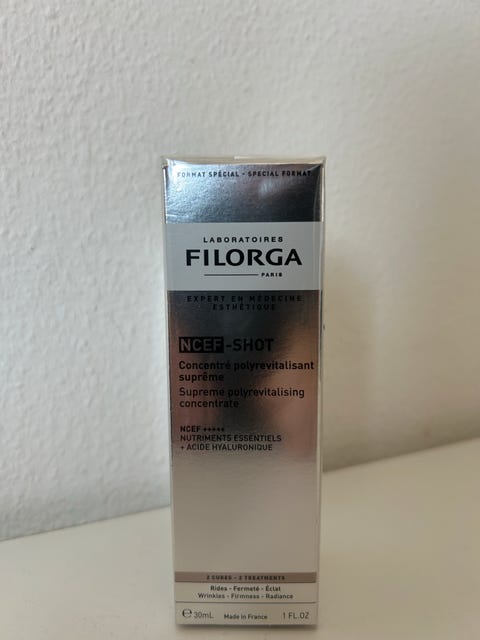 FORMAT SPÉCIAL - SPECIAL FORMAT
LABORATOIRES
FILORGA
PARIS
EXPERT EN MÉDECINE
ESTHÉTIQUE
NCEF-SHOT
Concentré polyrevitalisant
suprême
Supreme polyrevitalising
concentrate
NCEF +++++
NUTRIMENTS ESSENTIELS
+ ACIDE HYALURONIQUE
2 CURES - 2 TREATMENTS
Rides - Fermeté - Éclat
Wrinkles - Firmness - Radiance
℮ 30mL Made in France 1 FL.OZ